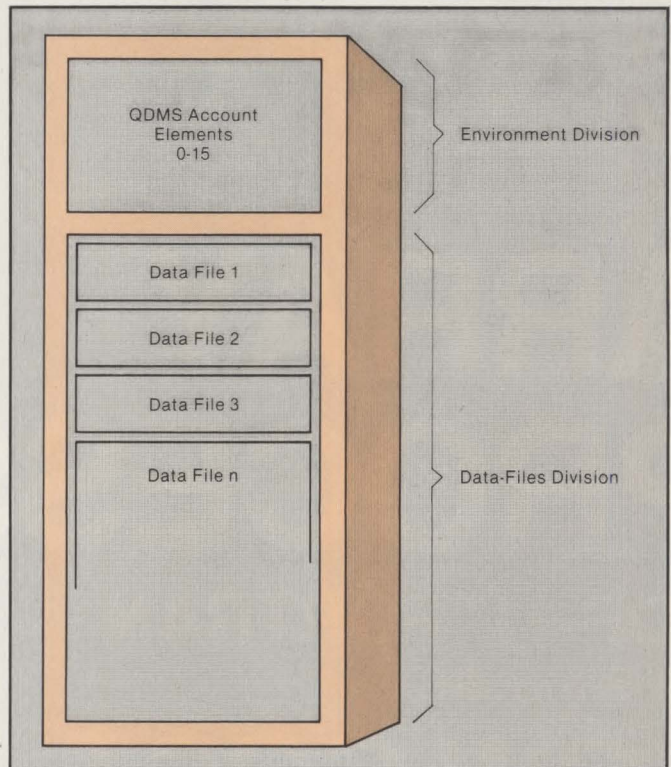 QDMS Account
Elements
0-15
Environment Division
Data File 1
Data File 2
Data File 3
Data File n
Data-Files Division